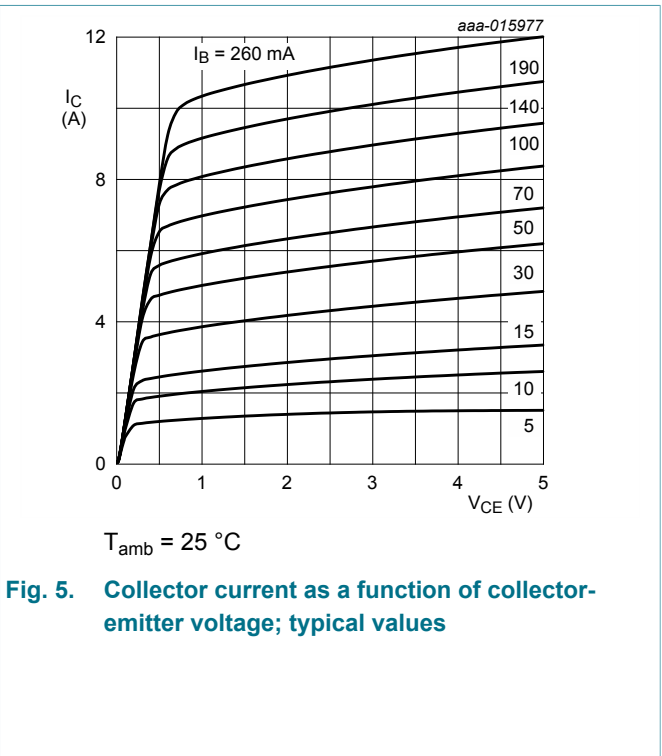 aaa-015977
12
I_B = 260 mA
190
I_C
(A)
140
100
8
70
50
30
4
15
10
5
0
0 1 2 3 4 5
V_CE (V)
T_amb = 25 °C
Fig. 5. Collector current as a function of collector-
emitter voltage; typical values